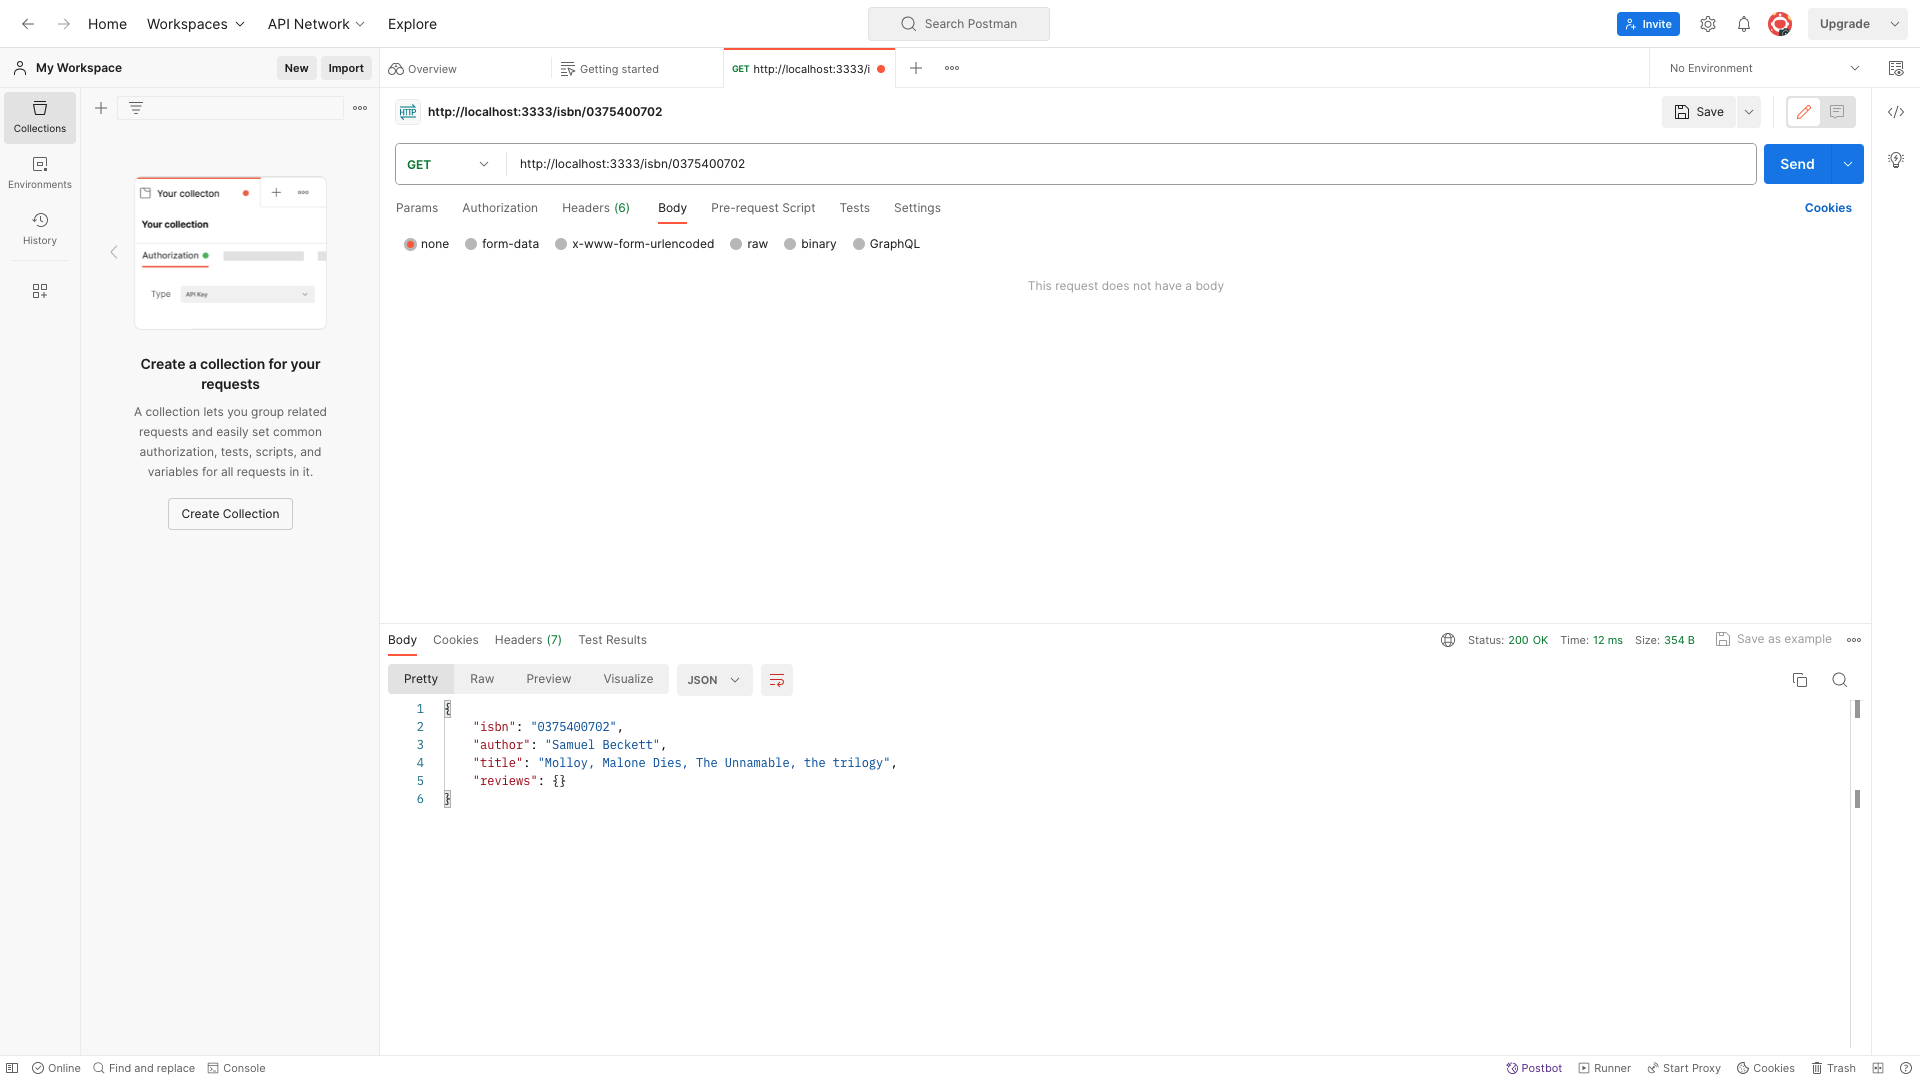 Home Workspaces API Network Explore Search Postman Invite Upgrade
My Workspace New Import Overview Getting started GET http://localhost:3333/i No Environment
Collections
Environments
History
Your collecton
Your collection
Authorization
Type API Key
Create a collection for your
requests
A collection lets you group related
requests and easily set common
authorization, tests, scripts, and
variables for all requests in it.
Create Collection
HTTP http://localhost:3333/isbn/0375400702 Save
GET http://localhost:3333/isbn/0375400702 Send
Params Authorization Headers (6) Body Pre-request Script Tests Settings Cookies
none form-data x-www-form-urlencoded raw binary GraphQL
This request does not have a body
Body Cookies Headers (7) Test Results Status: 200 OK Time: 12 ms Size: 354 B Save as example
Pretty Raw Preview Visualize JSON
1 {
2 "isbn": "0375400702",
3 "author": "Samuel Beckett",
4 "title": "Molloy, Malone Dies, The Unnamable, the trilogy",
5 "reviews": {}
6 }
Online Find and replace Console Postbot Runner Start Proxy Cookies Trash